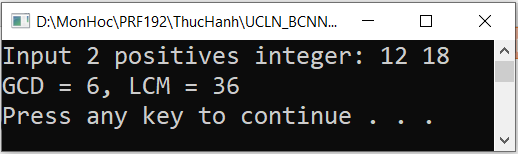 D:\MonHoc\PRF192\ThucHanh\UCLN_BCNN...
Input 2 positives integer: 12 18
GCD = 6, LCM = 36
Press any key to continue . . .